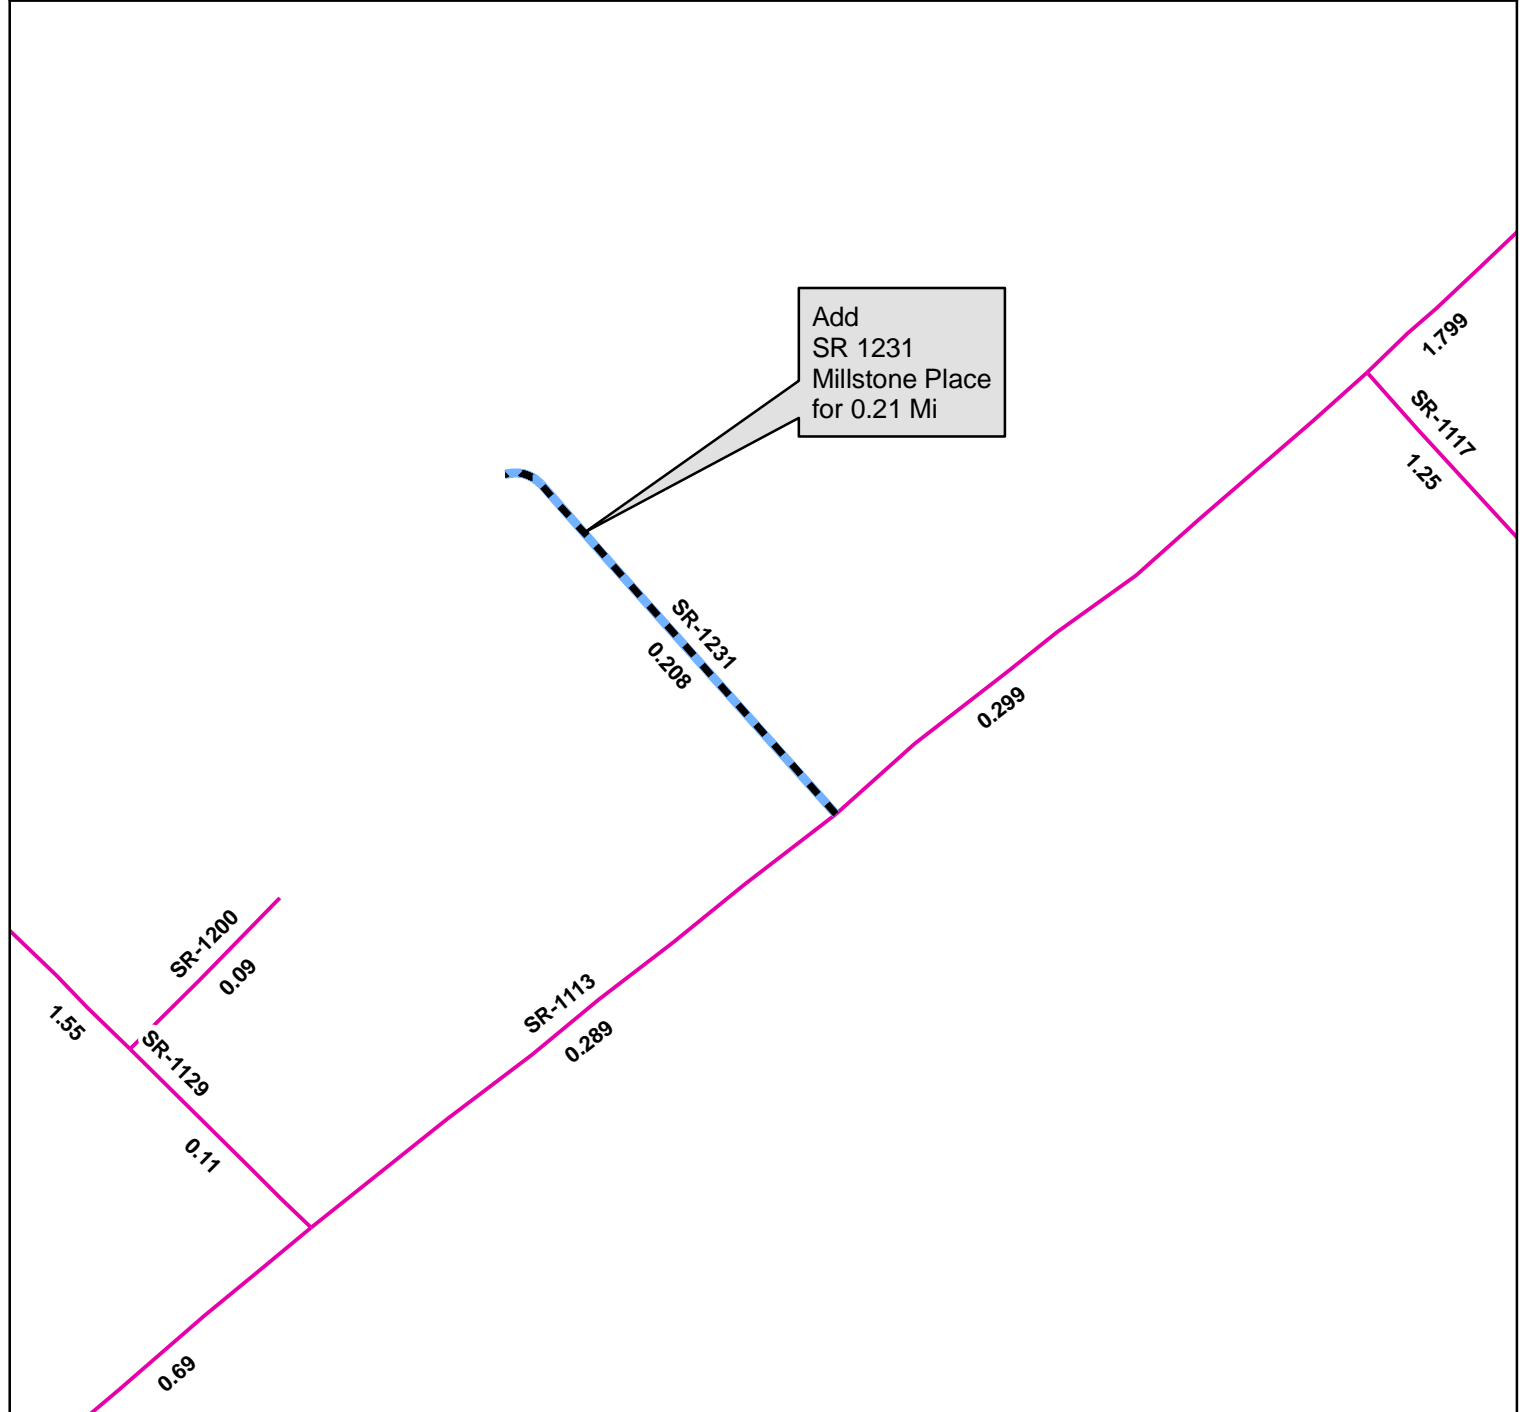 Add
SR 1231
Millstone Place
for 0.21 Mi
1.799
SR-1117
1.25
SR-1231
0.208
0.299
SR-1200
0.09
1.55
SR-1129
0.11
SR-1113
0.289
0.69